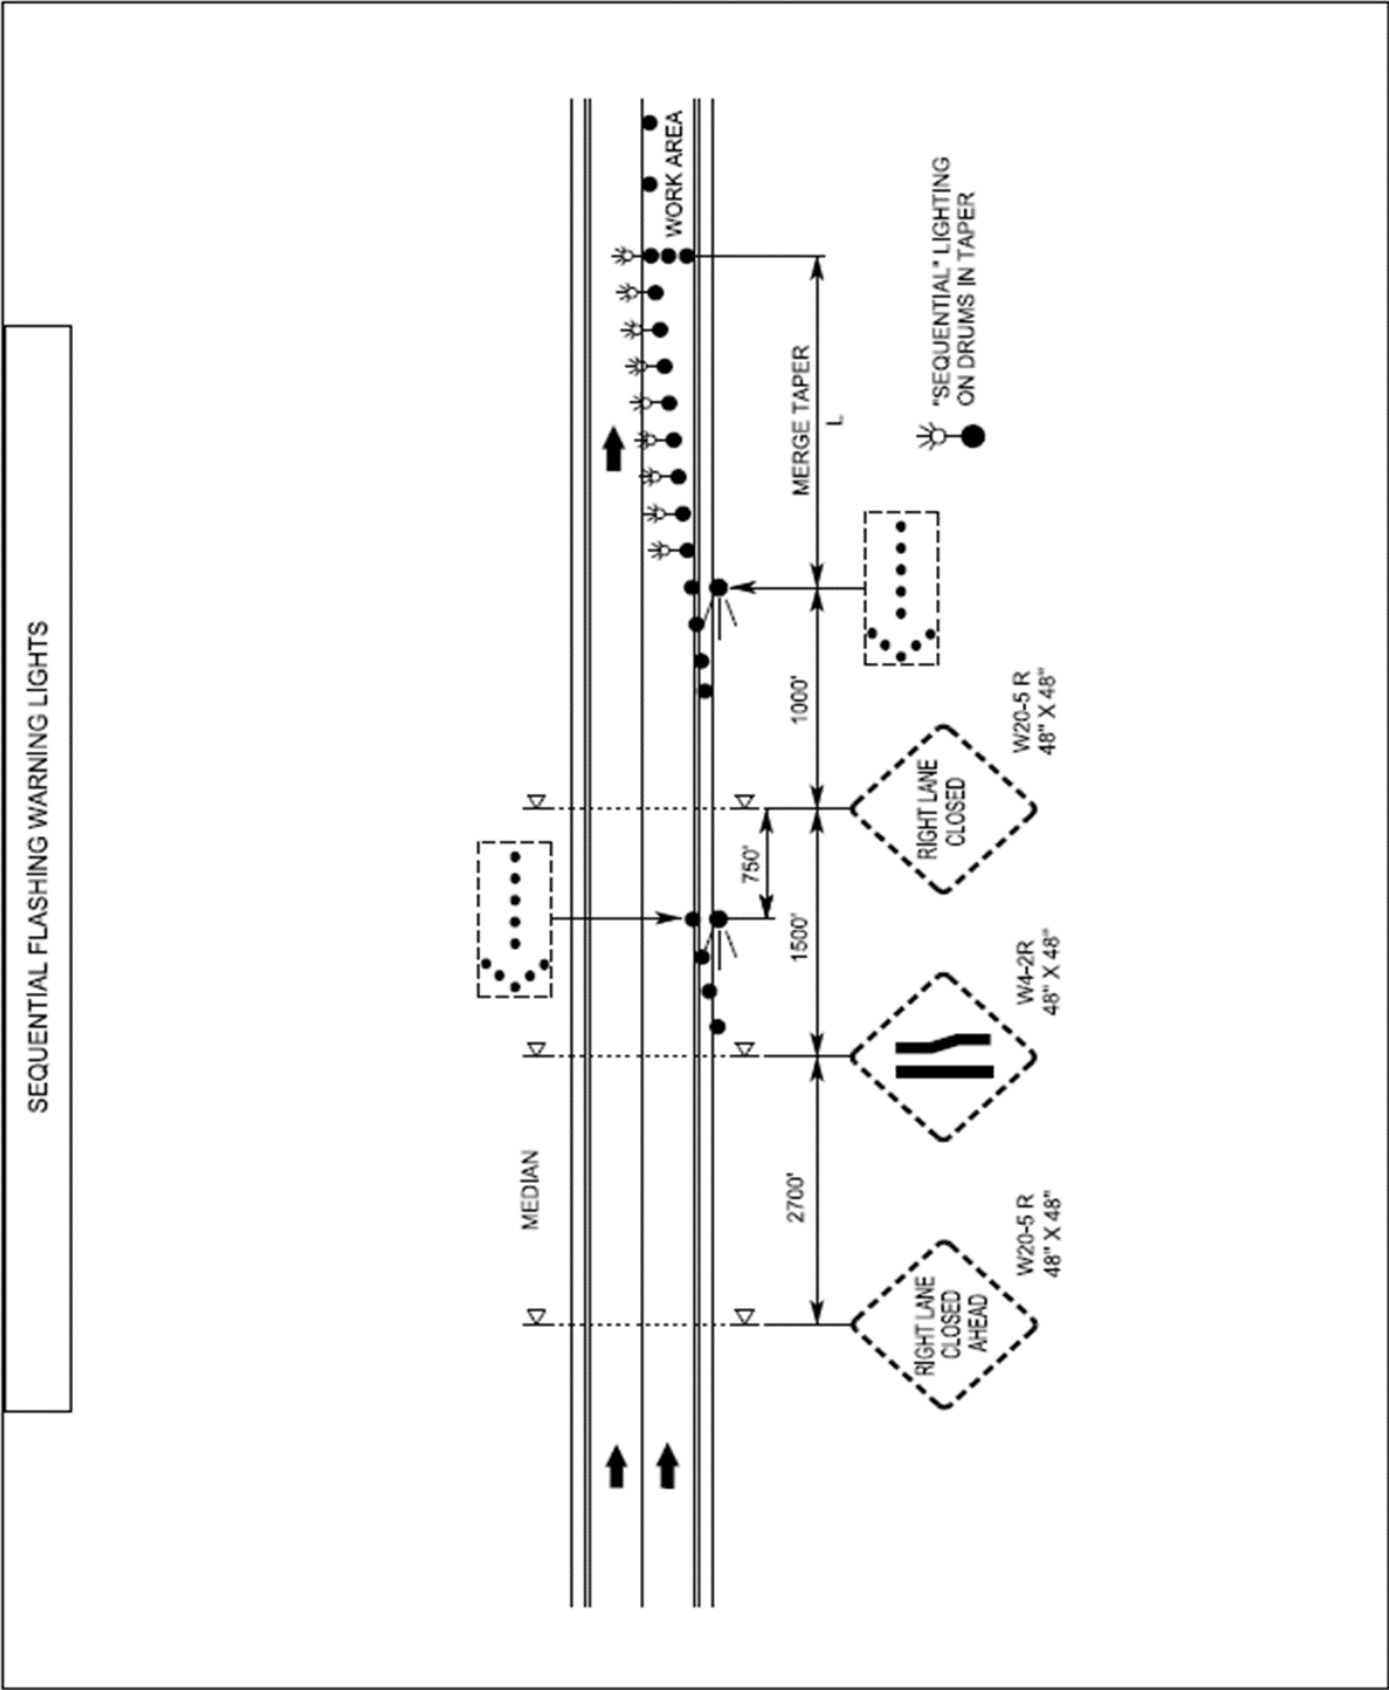 SEQUENTIAL FLASHING WARNING LIGHTS
MEDIAN
WORK AREA
2700'
1500'
750'
1000'
MERGE TAPER
L
RIGHT LANE
CLOSED
AHEAD
W20-5 R
48" X 48"
W4-2R
48" X 48"
RIGHT LANE
CLOSED
W20-5 R
48" X 48"
"SEQUENTIAL" LIGHTING
ON DRUMS IN TAPER